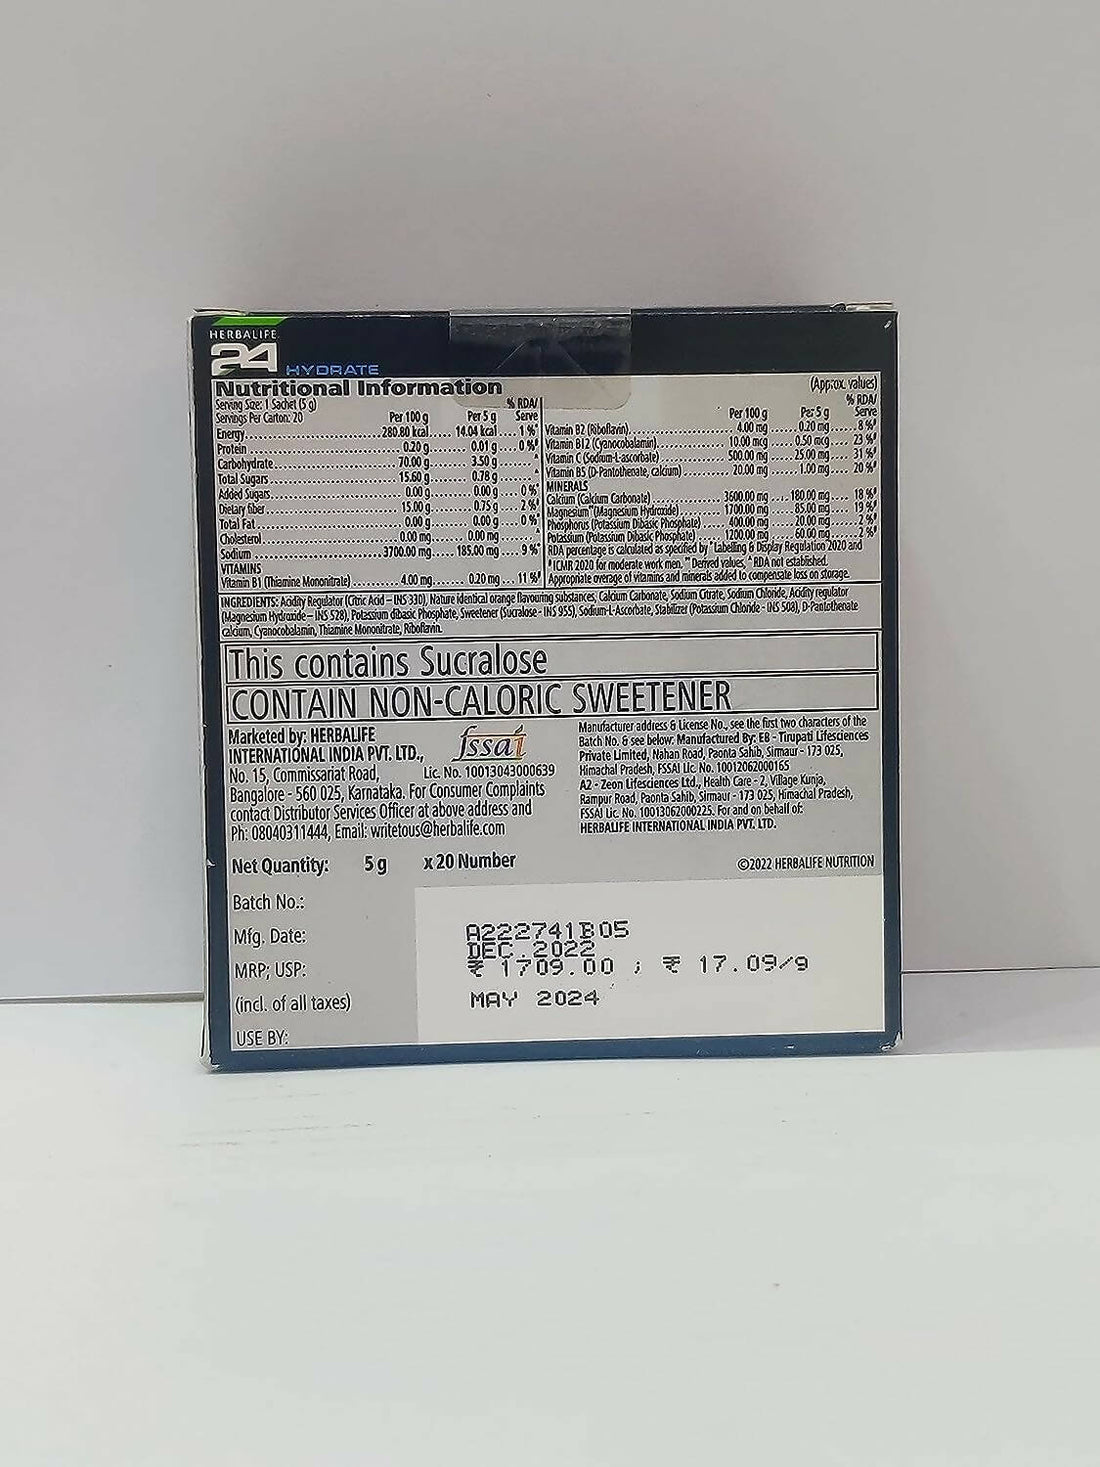 HERBALIFE
24 HYDRATE
Nutritional Information
(Approx. values)
Serving Size: 1 Sachet (5 g)
Servings Per Carton: 20
Per 100 g Per 5 g % RDA/ Serve
Energy 280.80 kcal 14.04 kcal 1 %#
Protein 0.20 g 0.01 g 0 %#
Carbohydrate 70.00 g 3.50 g ^
Total Sugars 15.60 g 0.78 g ^
Added Sugars 0.00 g 0.00 g 0 %*
Dietary fiber 15.00 g 0.75 g 2 %#
Total Fat 0.00 g 0.00 g 0 %*
Cholesterol 0.00 mg 0.00 mg ^
Sodium 3700.00 mg 185.00 mg 9 %*
VITAMINS
Vitamin B1 (Thiamine Mononitrate) 4.00 mg 0.20 mg 11 %#
Per 100 g Per 5 g % RDA/ Serve
Vitamin B2 (Riboflavin) 4.00 mg 0.20 mg 8 %#
Vitamin B12 (Cyanocobalamin) 10.00 mcg 0.50 mcg 23 %#
Vitamin C (Sodium-L-ascorbate) 500.00 mg 25.00 mg 31 %#
Vitamin B5 (D-Pantothenate, calcium) 20.00 mg 1.00 mg 20 %#
MINERALS
Calcium (Calcium Carbonate) 3600.00 mg 180.00 mg 18 %#
Magnesium** (Magnesium Hydroxide) 1700.00 mg 85.00 mg 19 %#
Phosphorus (Potassium Dibasic Phosphate) 400.00 mg 20.00 mg 2 %#
Potassium (Potassium Dibasic Phosphate) 1200.00 mg 60.00 mg 2 %#
RDA percentage is calculated as specified by *Labelling & Display Regulation 2020 and
#ICMR 2020 for moderate work men, ** Derived values, ^ RDA not established.
Appropriate overage of vitamins and minerals added to compensate loss on storage.
INGREDIENTS: Acidity Regulator (Citric Acid – INS 330), Nature identical orange flavouring substances, Calcium Carbonate, Sodium Citrate, Sodium Chloride, Acidity regulator
(Magnesium Hydroxide – INS 528), Potassium dibasic Phosphate, Sweetener (Sucralose - INS 955), Sodium-L-Ascorbate, Stabilizer (Potassium Chloride - INS 508), D-Pantothenate
calcium, Cyanocobalamin, Thiamine Mononitrate, Riboflavin.
This contains Sucralose
CONTAIN NON-CALORIC SWEETENER
Marketed by: HERBALIFE
INTERNATIONAL INDIA PVT. LTD.,
fssai
No. 15, Commissariat Road, Lic. No. 10013043000639
Bangalore - 560 025, Karnataka. For Consumer Complaints
contact Distributor Services Officer at above address and
Ph: 08040311444, Email: writetous@herbalife.com
Manufacturer address & License No., see the first two characters of the
Batch No. & see below: Manufactured By: E8 - Tirupati Lifesciences
Private Limited, Nahan Road, Paonta Sahib, Sirmaur - 173 025,
Himachal Pradesh, FSSAI Lic. No. 10012062000165
A2 - Zeon Lifesciences Ltd., Health Care - 2, Village Kunja,
Rampur Road, Paonta Sahib, Sirmaur - 173 025, Himachal Pradesh,
FSSAI Lic. No. 10013062000225. For and on behalf of:
HERBALIFE INTERNATIONAL INDIA PVT. LTD.
Net Quantity: 5 g x 20 Number
©2022 HERBALIFE NUTRITION
Batch No.: A222741B05
Mfg. Date: DEC 2022
MRP; USP: ₹ 1709.00 ; ₹ 17.09/9
(incl. of all taxes)
USE BY: MAY 2024